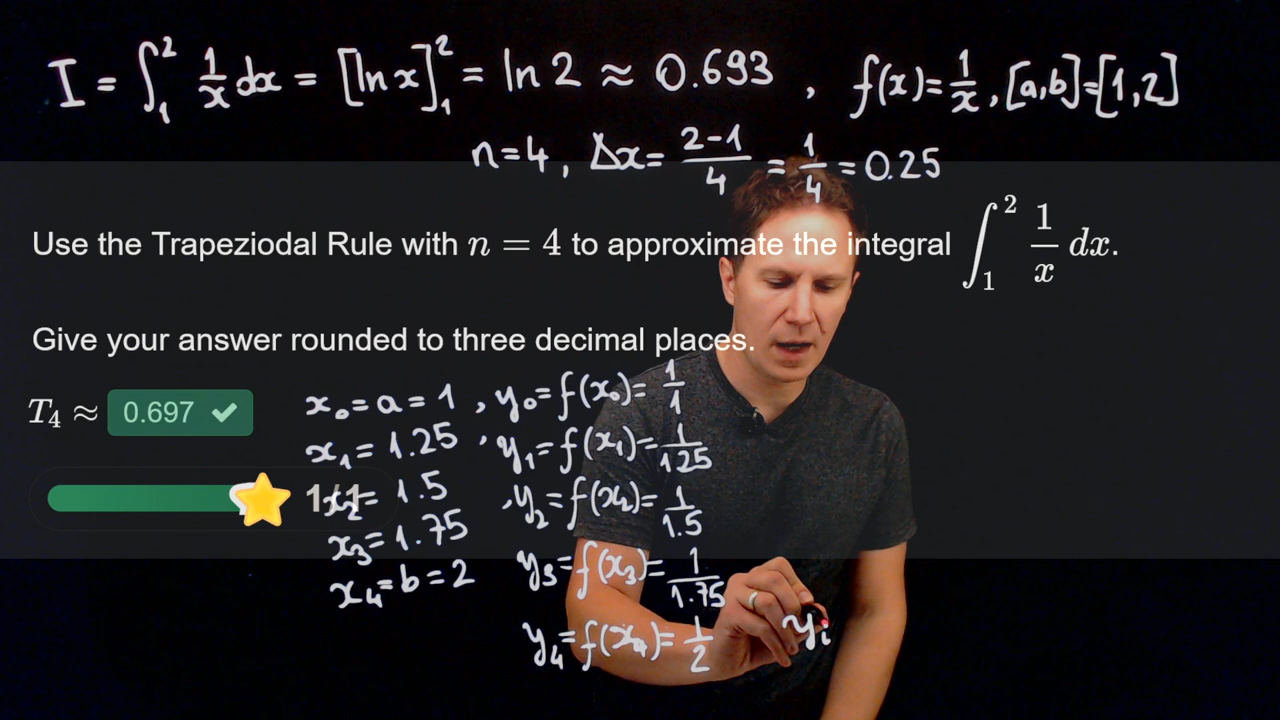 I = ∫₁² 1/x dx = [ln x]₁² = ln 2 ≈ 0.693 , f(x)=1/x, [a,b]=[1,2]
n=4, Δx= (2-1)/4 = 1/4 = 0.25
Use the Trapeziodal Rule with n = 4 to approximate the integral ∫₁² 1/x dx.
Give your answer rounded to three decimal places.
T₄ ≈ 0.697 ✔
x₀=a=1 , y₀=f(x₀)= 1/1
x₁=1.25 , y₁=f(x₁)= 1/1.25
1/1
x₂=1.5 , y₂=f(x₂)= 1/1.5
x₃=1.75 y₃=f(x₃)= 1/1.75
x₄=b=2 y₄=f(x₄)= 1/2 yi